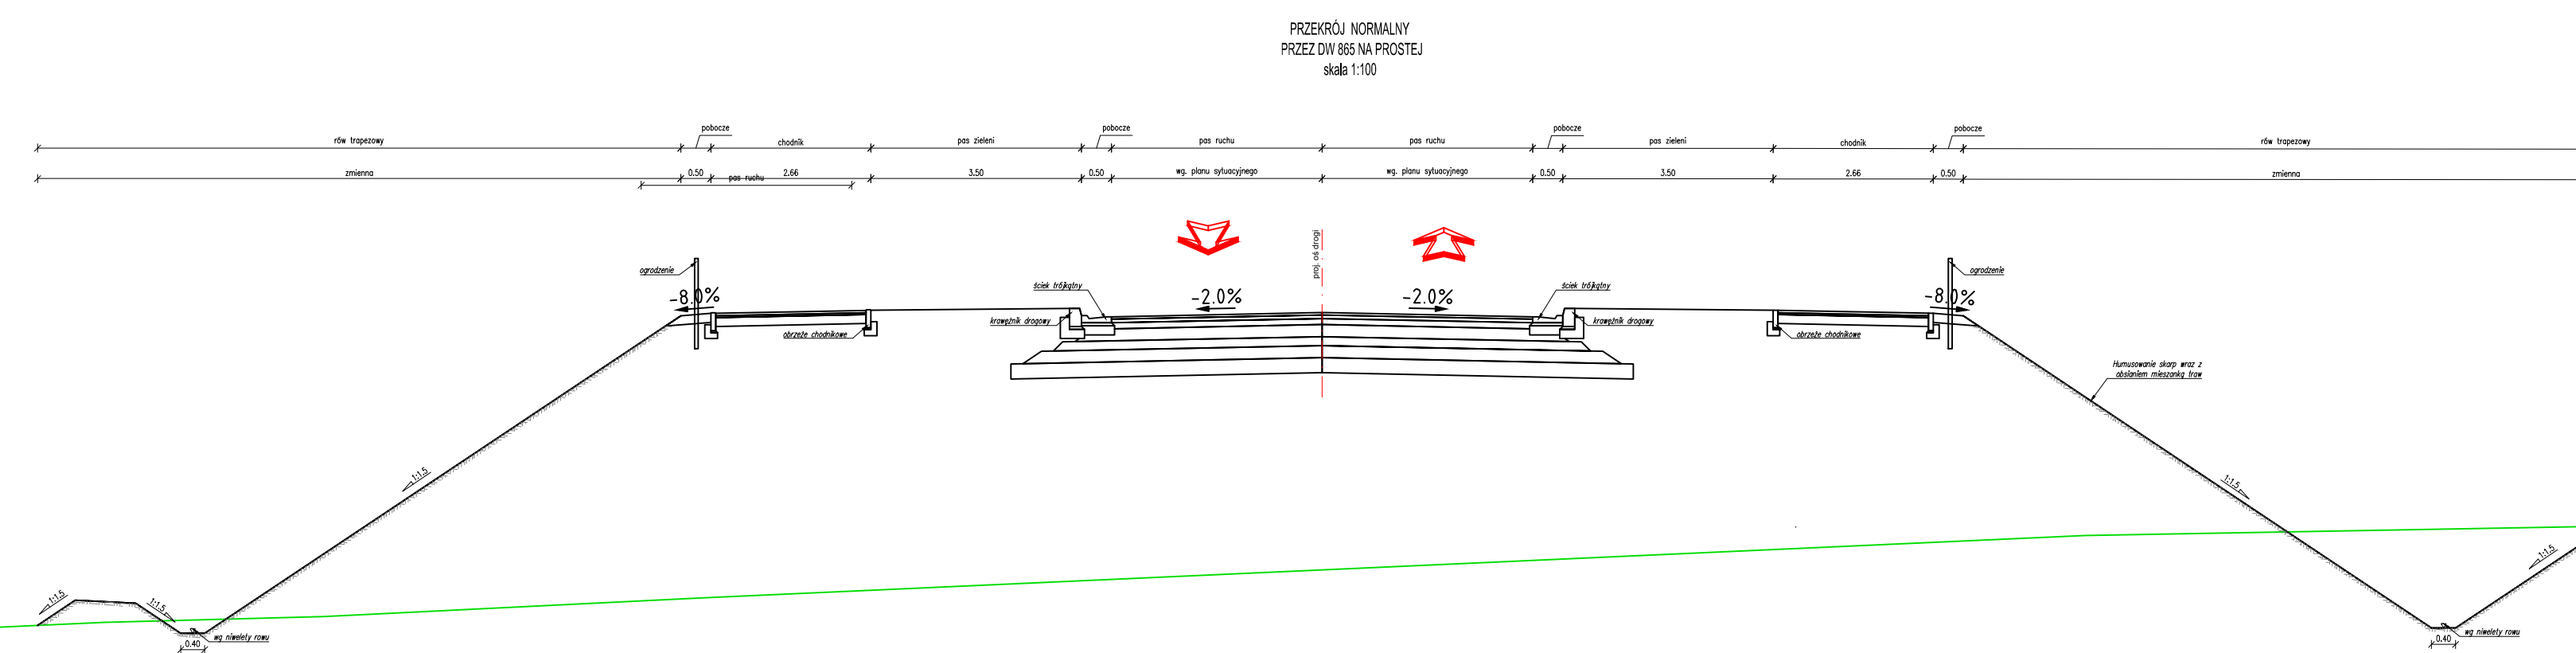 PRZEKRÓJ NORMALNY
PRZEZ DW 865 NA PROSTEJ
skala 1:100
pobocze pobocze pobocze pobocze
rów trapezowy chodnik pas zieleni pas ruchu pas ruchu pas zieleni chodnik rów trapezowy
zmienna 0.50 2.66 3.50 0.50 wg. planu sytuacyjnego wg. planu sytuacyjnego 0.50 3.50 2.66 0.50 zmienna
pas ruchu
proj. oś drogi
ogrodzenie ogrodzenie
ściek trójkątny ściek trójkątny
-8.0% -2.0% -2.0% -8.0%
krawężnik drogowy krawężnik drogowy
obrzeże chodnikowe obrzeże chodnikowe
Humusowanie skarp wraz z
obsianiem mieszanką traw
1:1.5 1:1.5
1:1.5
1:1.5 1:1.5
wg niwelety rowu wg niwelety rowu
0.40 0.40